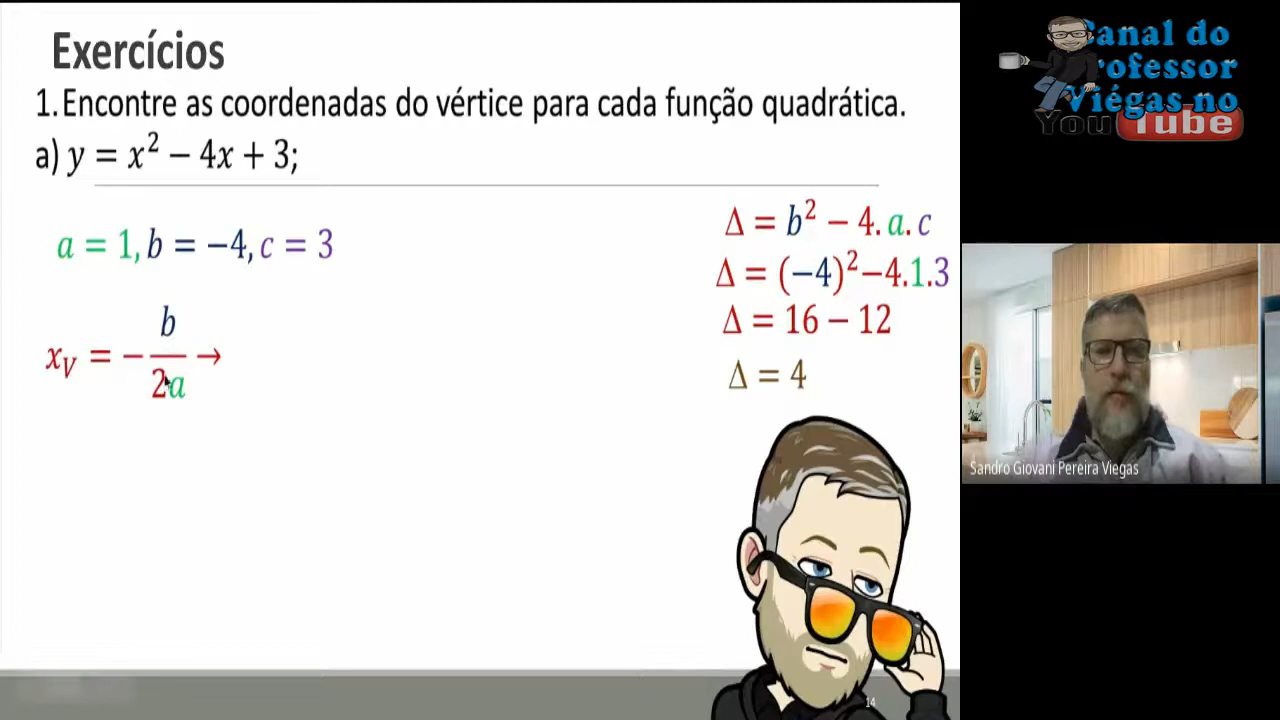 Exercícios
1. Encontre as coordenadas do vértice para cada função quadrática.
a) y = x² − 4x + 3;
a = 1, b = −4, c = 3
x_V = − b/2a →
Δ = b² − 4. a. c
Δ = (−4)² − 4.1.3
Δ = 16 − 12
Δ = 4
14
Canal do
Professor
Viégas no
YouTube
Sandro Giovani Pereira Viegas